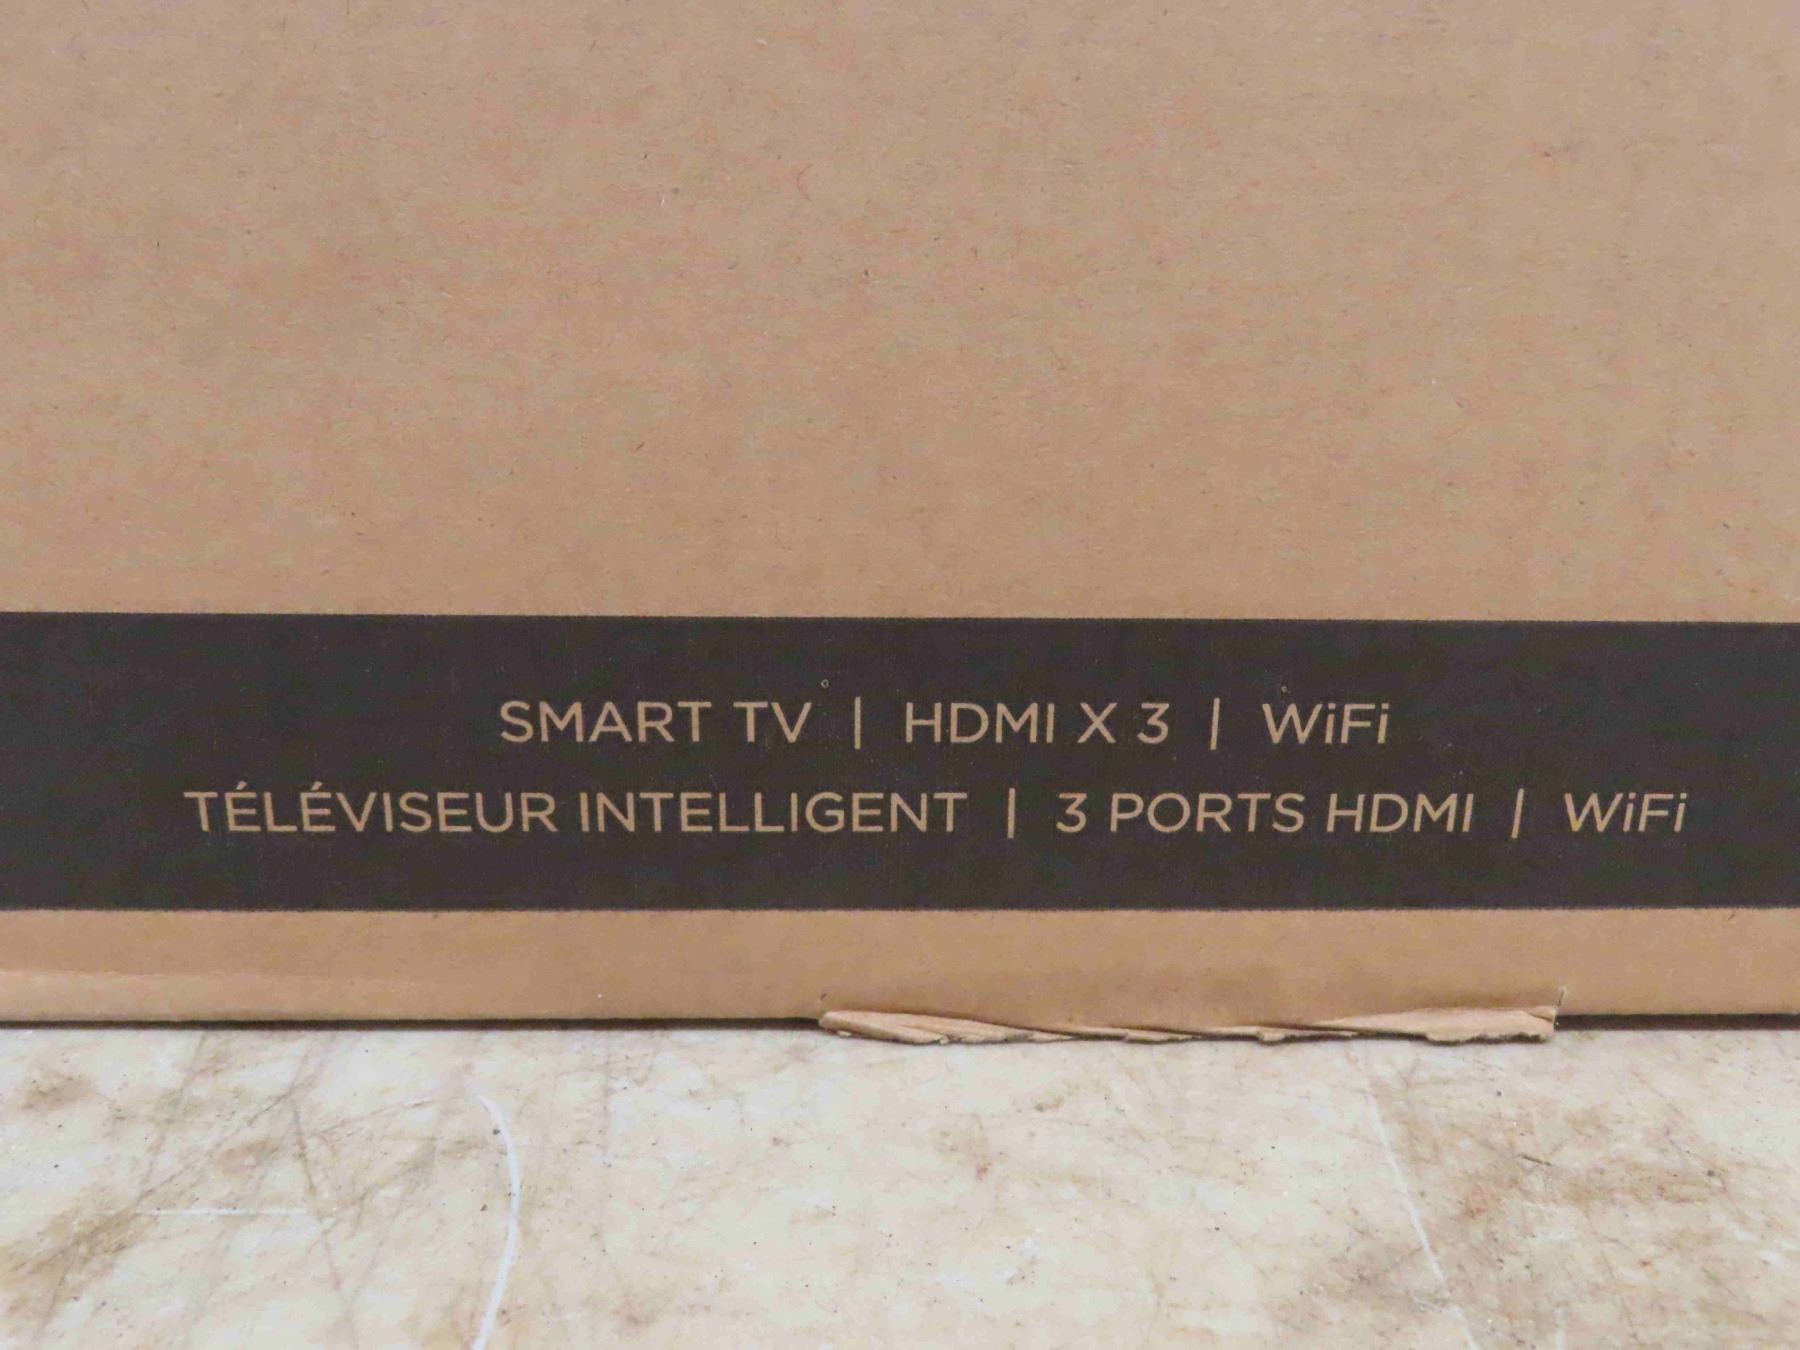 SMART TV | HDMI X 3 | WiFi
TÉLÉVISEUR INTELLIGENT | 3 PORTS HDMI | WiFi